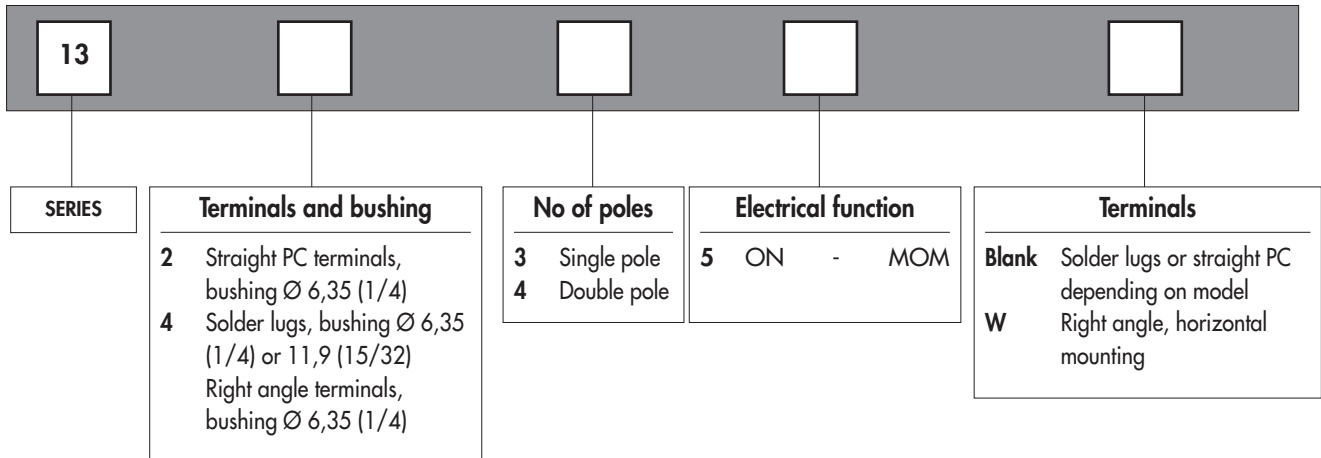 13
SERIES
Terminals and bushing
2 Straight PC terminals,
bushing Ø 6,35 (1/4)
4 Solder lugs, bushing Ø 6,35
(1/4) or 11,9 (15/32)
Right angle terminals,
bushing Ø 6,35 (1/4)
No of poles
3 Single pole
4 Double pole
Electrical function
5 ON - MOM
Terminals
Blank Solder lugs or straight PC
depending on model
W Right angle, horizontal
mounting